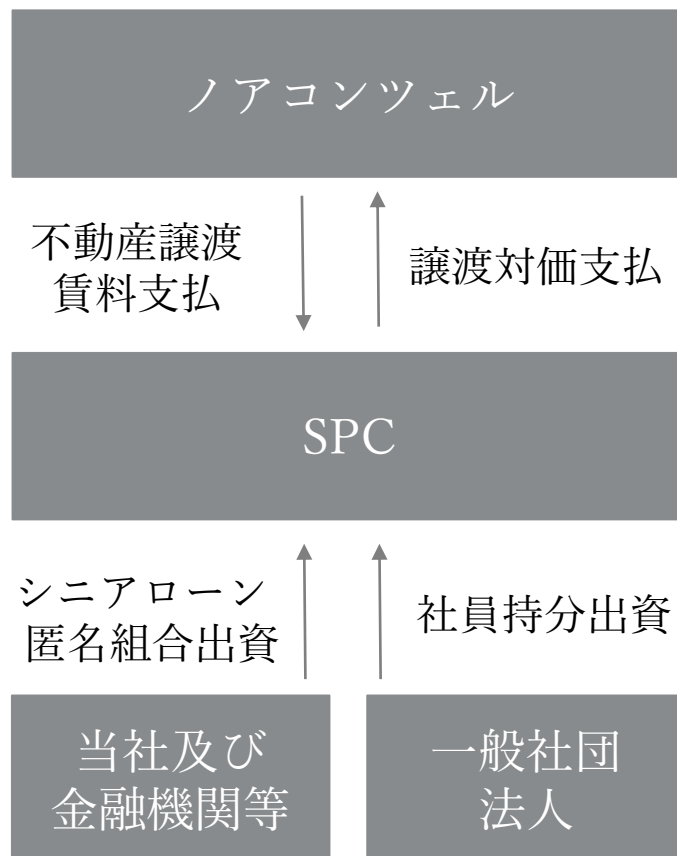 ノアコンツェル
不動産譲渡
賃料支払
譲渡対価支払
SPC
シニアローン
匿名組合出資
社員持分出資
当社及び
金融機関等
一般社団
法人